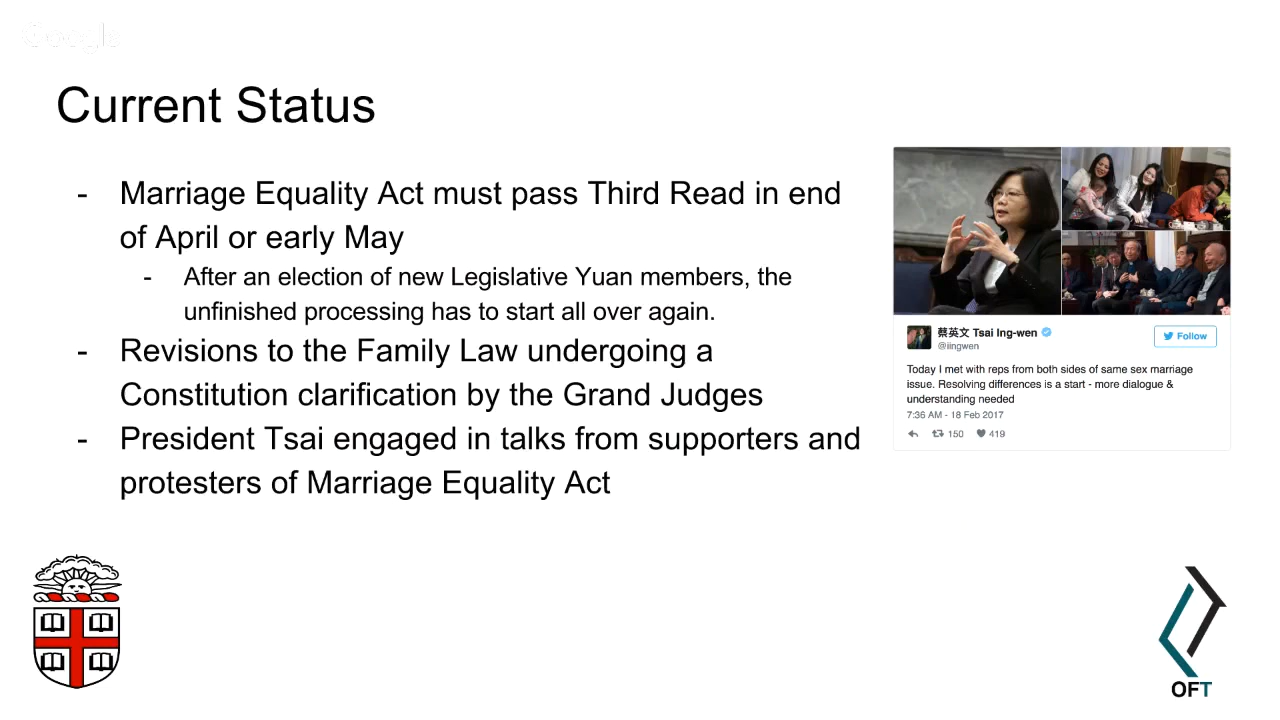 Google
Current Status
- Marriage Equality Act must pass Third Read in end
of April or early May
- After an election of new Legislative Yuan members, the
unfinished processing has to start all over again.
- Revisions to the Family Law undergoing a
Constitution clarification by the Grand Judges
- President Tsai engaged in talks from supporters and
protesters of Marriage Equality Act
蔡英文 Tsai Ing-wen
@iingwen
Follow
Today I met with reps from both sides of same sex marriage
issue. Resolving differences is a start - more dialogue &
understanding needed
7:36 AM - 18 Feb 2017
150 419
OFT